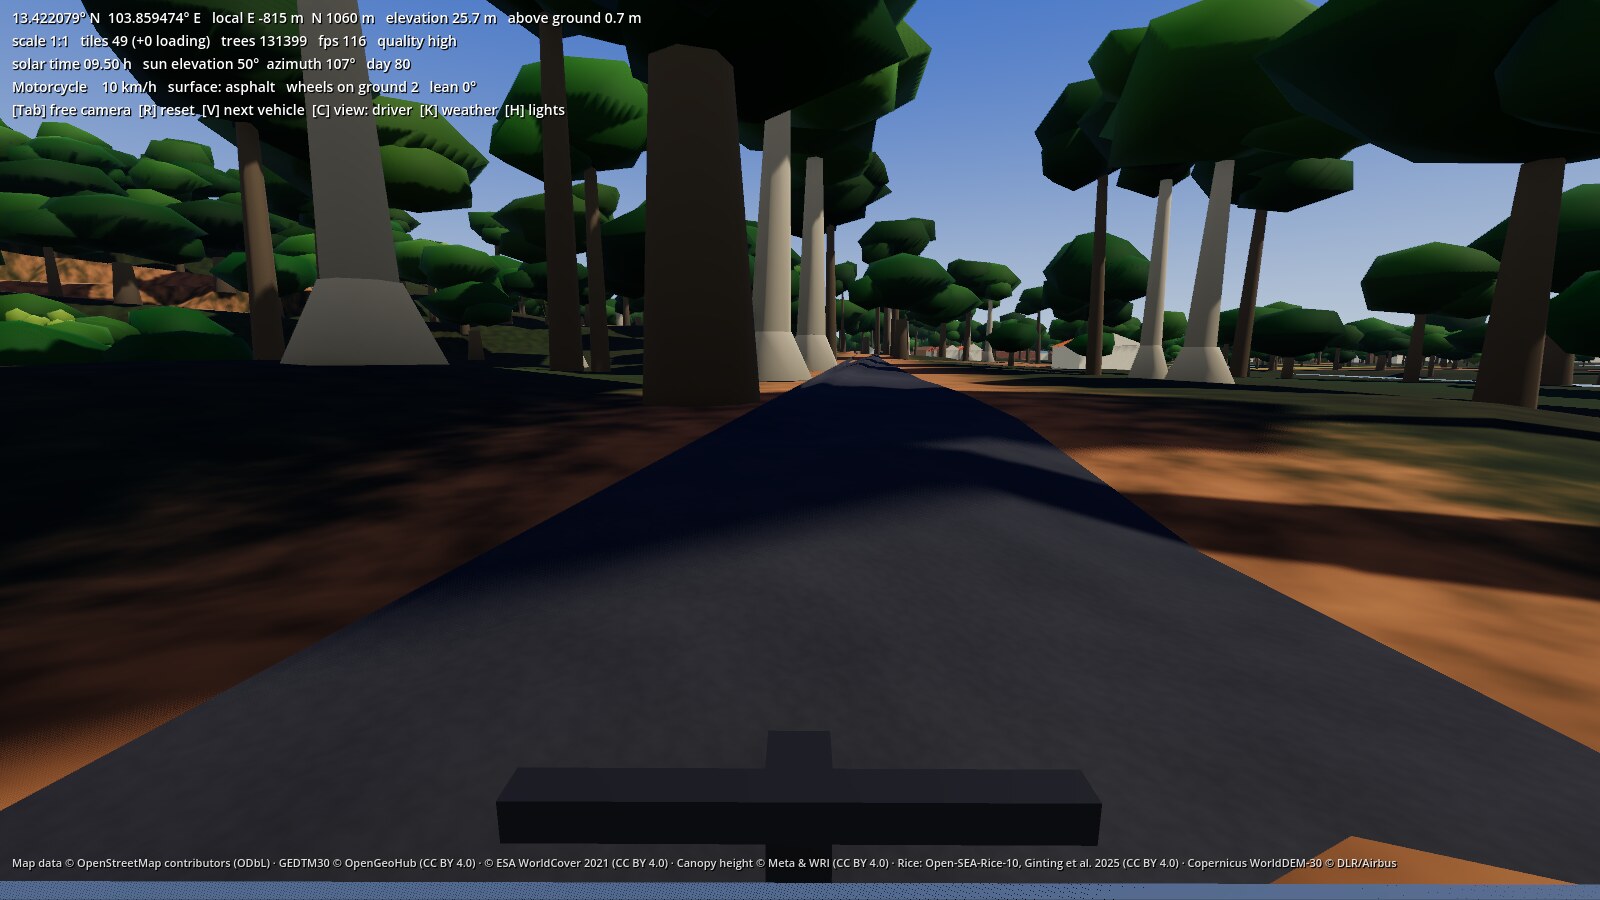 13.422079° N  103.859474° E   local E -815 m  N 1060 m   elevation 25.7 m   above ground 0.7 m
scale 1:1   tiles 49 (+0 loading)   trees 131399   fps 116   quality high
solar time 09.50 h   sun elevation 50°  azimuth 107°   day 80
Motorcycle    10 km/h   surface: asphalt   wheels on ground 2   lean 0°
[Tab] free camera  [R] reset  [V] next vehicle  [C] view: driver  [K] weather  [H] lights
Map data © OpenStreetMap contributors (ODbL) · GEDTM30 © OpenGeoHub (CC BY 4.0) · © ESA WorldCover 2021 (CC BY 4.0) · Canopy height © Meta & WRI (CC BY 4.0) · Rice: Open-SEA-Rice-10, Ginting et al. 2025 (CC BY 4.0) · Copernicus WorldDEM-30 © DLR/Airbus